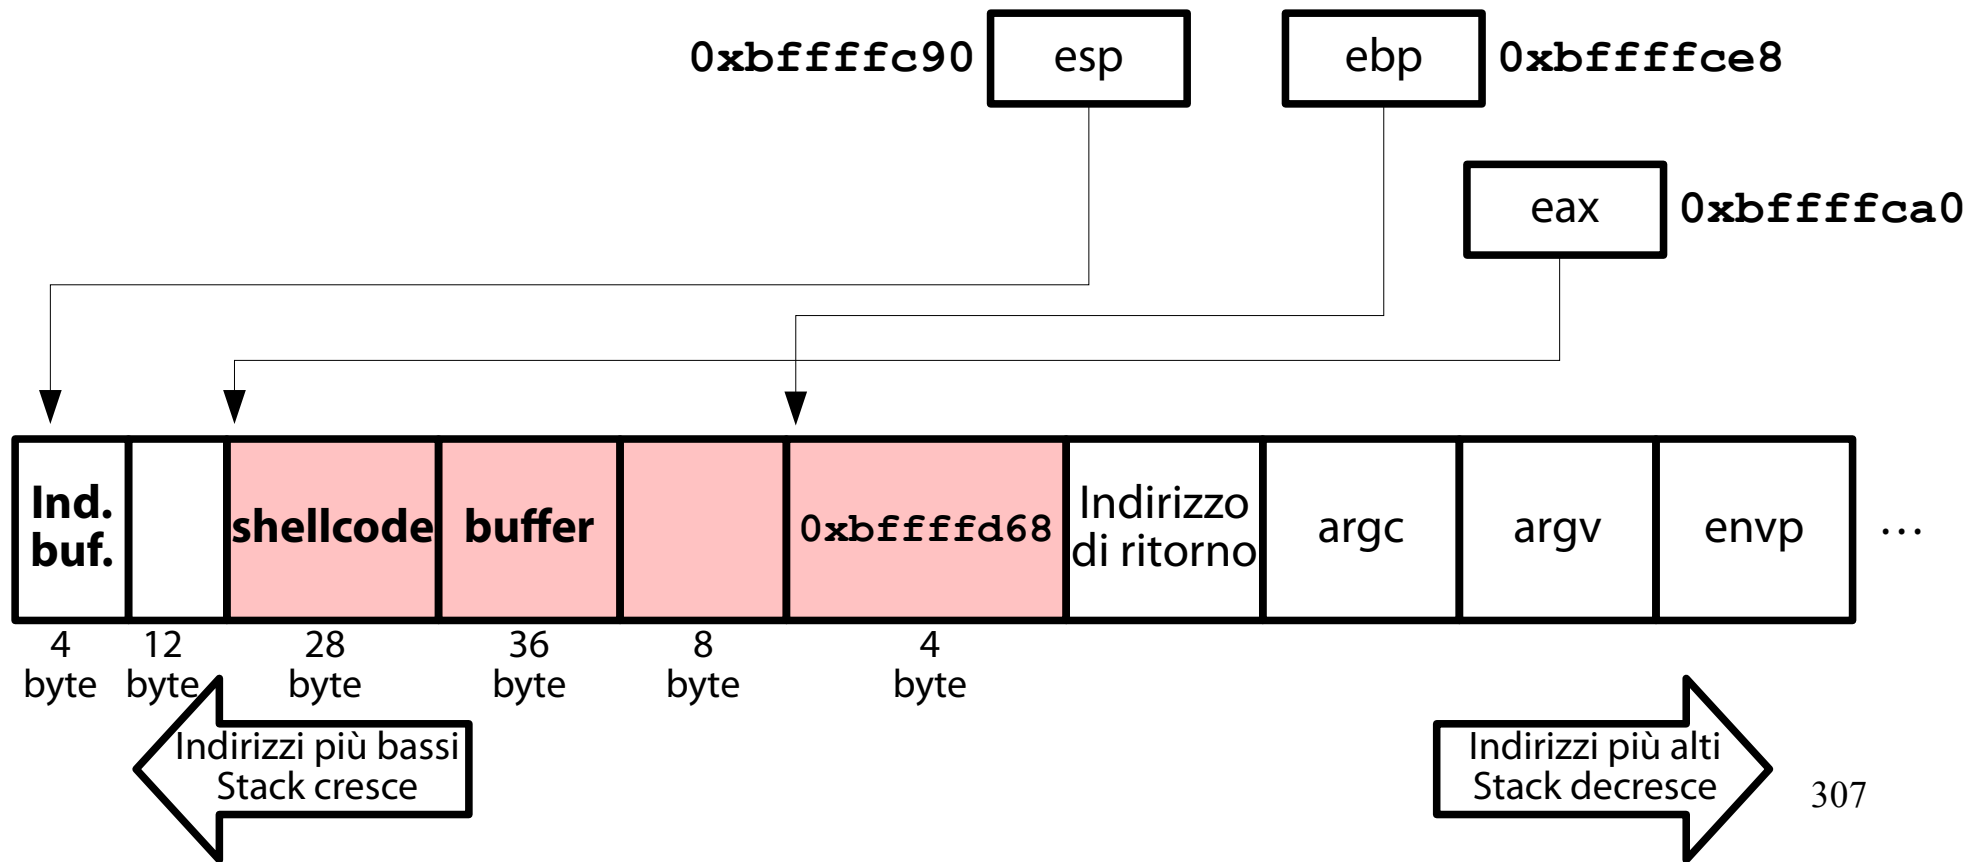 0xbffffc90 esp ebp 0xbffffce8
eax 0xbffffca0
Ind.
buf.
shellcode
buffer
0xbffffd68
Indirizzo
di ritorno
argc
argv
envp
...
4
byte
12
byte
28
byte
36
byte
8
byte
4
byte
Indirizzi più bassi
Stack cresce
Indirizzi più alti
Stack decresce
307